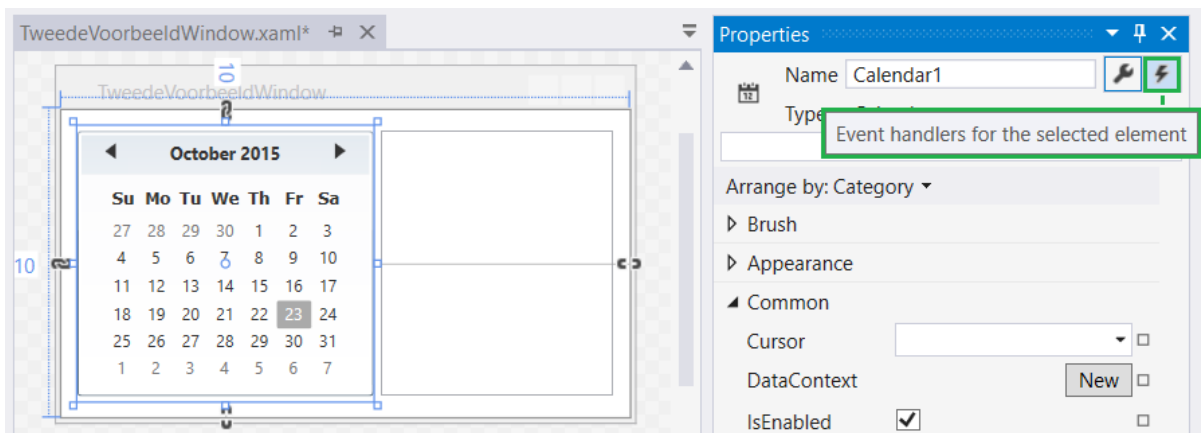 TweedeVoorbeeldWindow.xaml*
10
TweedeVoorbeeldWindow
October 2015
Su Mo Tu We Th Fr Sa
27 28 29 30 1 2 3
4 5 6 7 8 9 10
11 12 13 14 15 16 17
18 19 20 21 22 23 24
25 26 27 28 29 30 31
1 2 3 4 5 6 7
10
Properties
Name Calendar1
12
Type
Event handlers for the selected element
Arrange by: Category
Brush
Appearance
Common
Cursor
DataContext New
IsEnabled